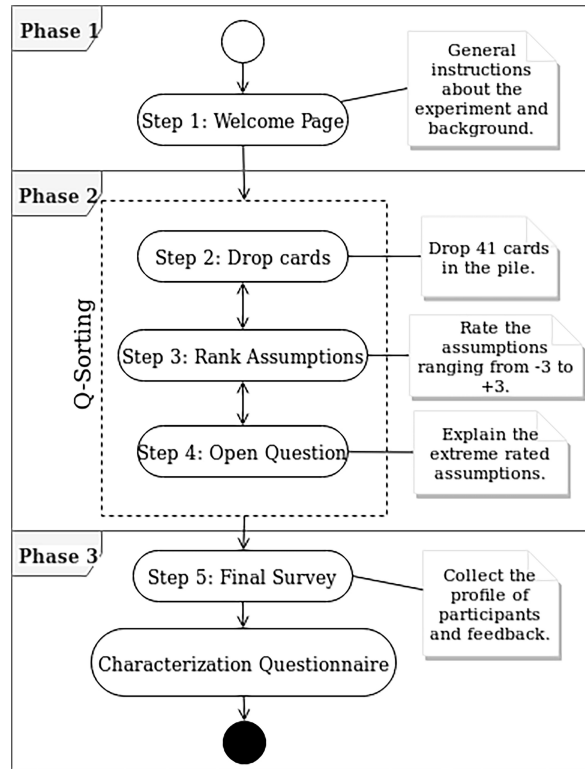 Phase 1
General
instructions
about the
experiment and
background.
Step 1: Welcome Page
Phase 2
Q-Sorting
Step 2: Drop cards
Drop 41 cards
in the pile.
Step 3: Rank Assumptions
Rate the
assumptions
ranging from -3 to
+3.
Step 4: Open Question
Explain the
extreme rated
assumptions.
Phase 3
Step 5: Final Survey
Collect the
profile of
participants
and feedback.
Characterization Questionnaire